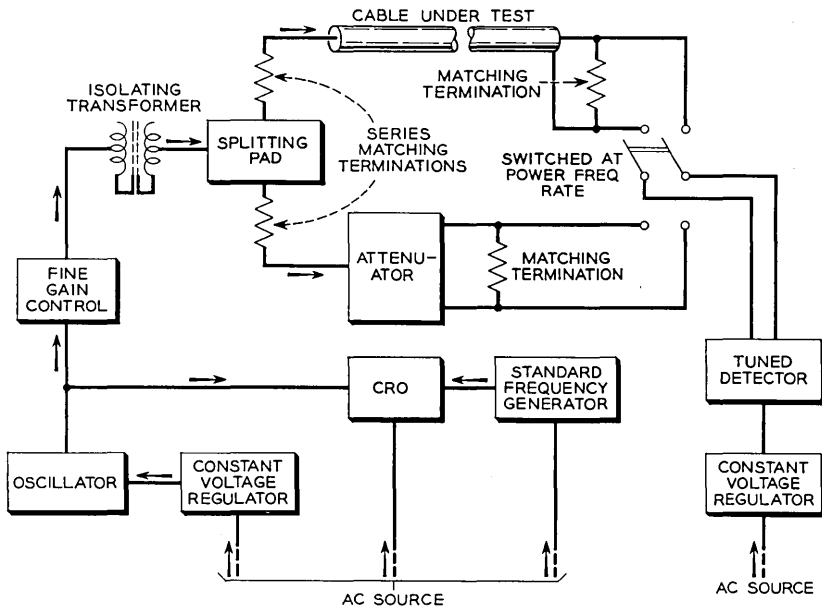 CABLE UNDER TEST
ISOLATING
TRANSFORMER
MATCHING
TERMINATION
SPLITTING
PAD
SERIES
MATCHING
TERMINATIONS
SWITCHED AT
POWER FREQ
RATE
ATTENU-
ATOR
MATCHING
TERMINATION
FINE
GAIN
CONTROL
CRO
STANDARD
FREQUENCY
GENERATOR
TUNED
DETECTOR
OSCILLATOR
CONSTANT
VOLTAGE
REGULATOR
CONSTANT
VOLTAGE
REGULATOR
AC SOURCE
AC SOURCE